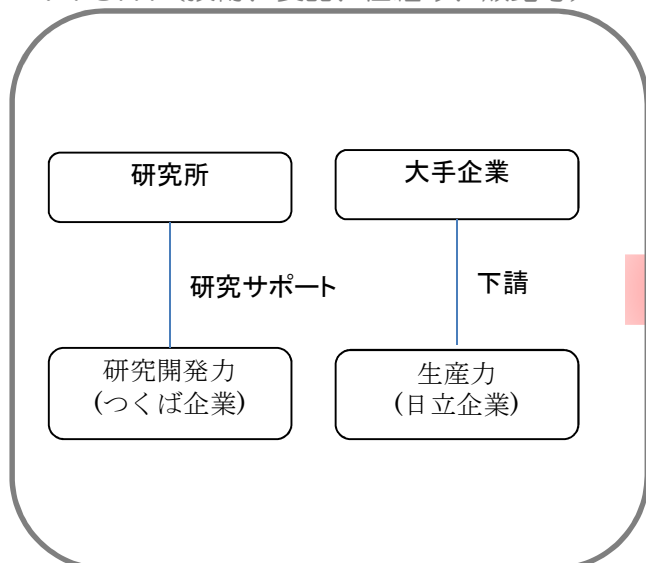 研究所
大手企業
研究サポート
下請
研究開発力
(つくば企業)
生産力
(日立企業)